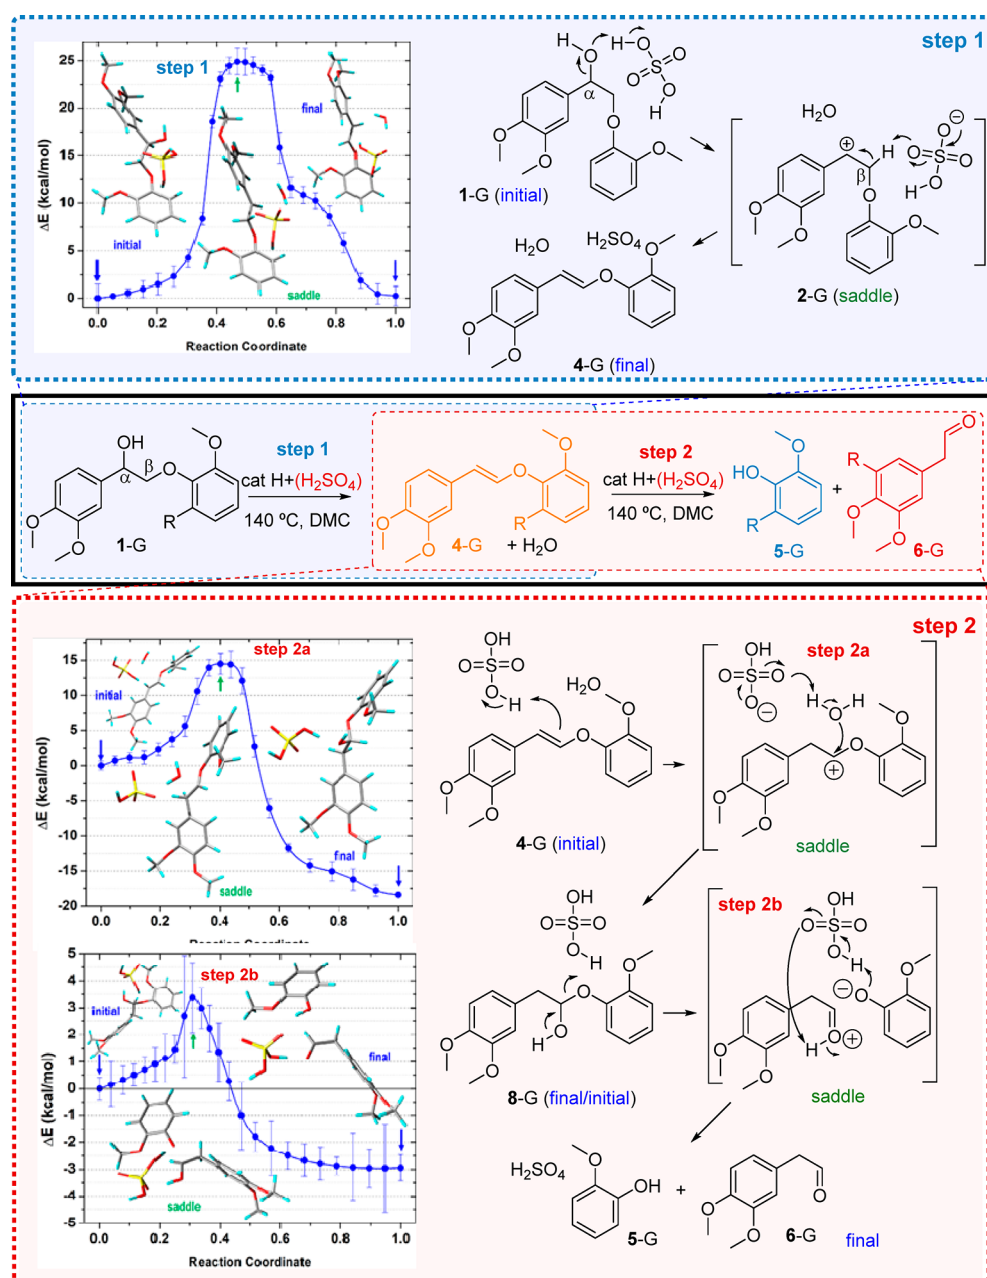 step 1
25
20
15
10
5
0
0.0 0.2 0.4 0.6 0.8 1.0
ΔE (kcal/mol)
Reaction Coordinate
step 1
initial
saddle
final
H O H O
S
O O
O
H
α
O
O
O
O
1-G (initial)
H2O
⊕
H
β
O
O
O
O
O ⊖
S
O O
HO
2-G (saddle)
H2O
H2SO4
O
O
O
O
4-G (final)
OH
β
α
O
O
R
O
O
1-G
step 1
cat H+(H2SO4)
140 ºC, DMC
O
O
R
O
O
4-G + H2O
step 2
cat H+(H2SO4)
140 ºC, DMC
O
HO
R
5-G
+
O
R
O
O
6-G
step 2
15
10
5
0
-5
-10
-15
-20
0.0 0.2 0.4 0.6 0.8 1.0
ΔE (kcal/mol)
Reaction Coordinate
step 2a
initial
saddle
final
OH
O S O
O H
H2O
O
O
O
O
4-G (initial)
OH
O S O
O ⊖
step 2a
H H
O
O
O
⊕
O
O
saddle
5
4
3
2
1
0
-1
-2
-3
-4
-5
0.0 0.2 0.4 0.6 0.8 1.0
ΔE (kcal/mol)
Reaction Coordinate
step 2b
initial
saddle
final
OH
O S O
O
H
O
O
H O
O
O
8-G (final/initial)
step 2b
OH
O S O
O
H
⊖ O
O
H O ⊕
O
O
saddle
H2SO4
O
OH
5-G
+
O
O
O
6-G
final